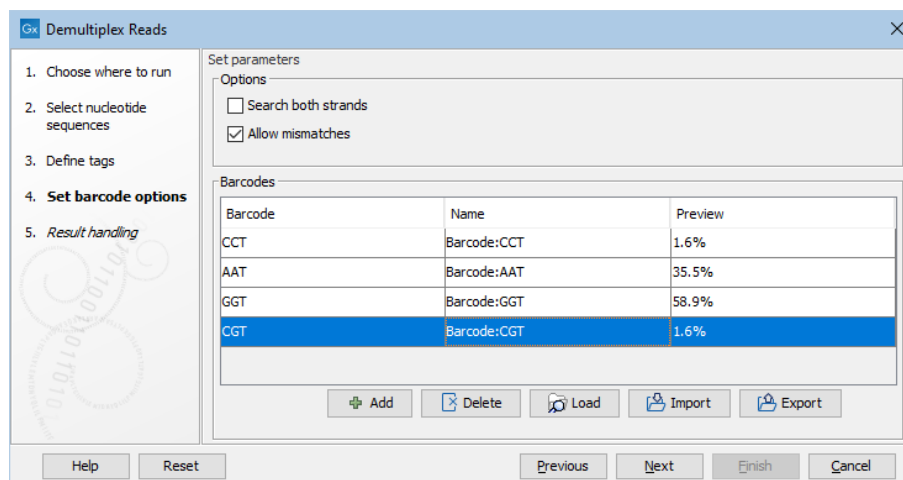 Gx Demultiplex Reads
1. Choose where to run
2. Select nucleotide
sequences
3. Define tags
4. Set barcode options
5. Result handling
Set parameters
Options
Search both strands
Allow mismatches
Barcodes
Barcode Name Preview
CCT Barcode:CCT 1.6%
AAT Barcode:AAT 35.5%
GGT Barcode:GGT 58.9%
CGT Barcode:CGT 1.6%
Add Delete Load Import Export
Help Reset Previous Next Finish Cancel